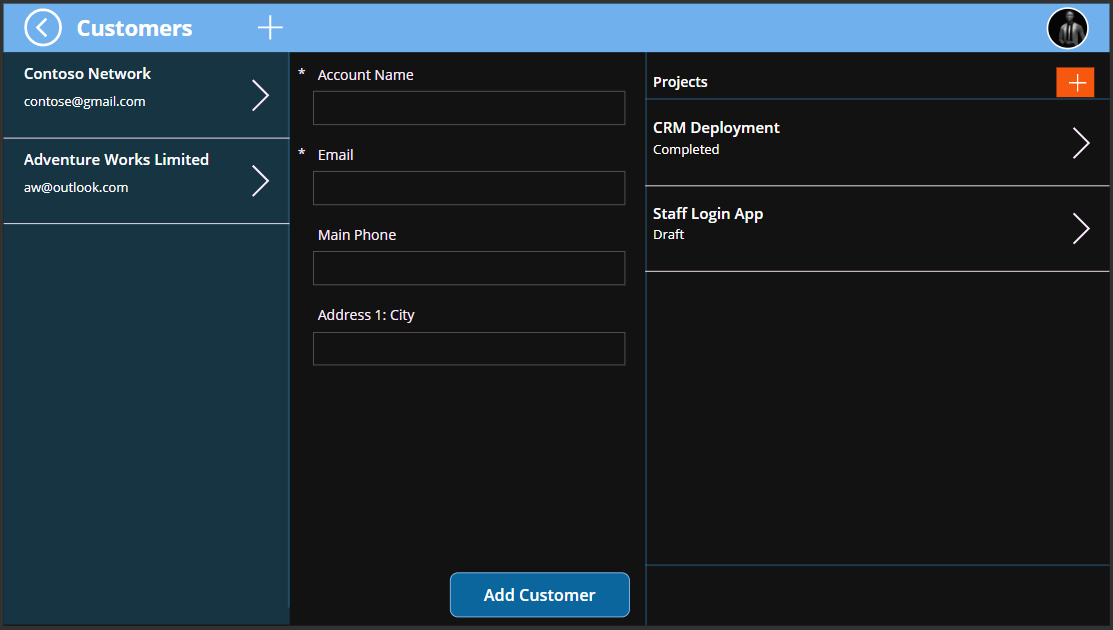 Customers
Contoso Network
contose@gmail.com
Adventure Works Limited
aw@outlook.com
* Account Name
* Email
Main Phone
Address 1: City
Add Customer
Projects
CRM Deployment
Completed
Staff Login App
Draft